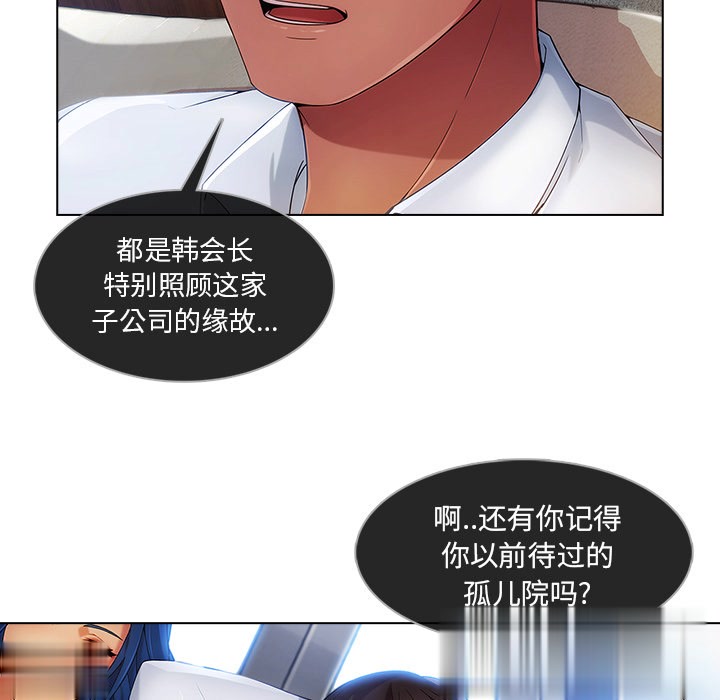 都是韩会长
特别照顾这家
子公司的缘故...
啊..还有你记得
你以前待过的
孤儿院吗?